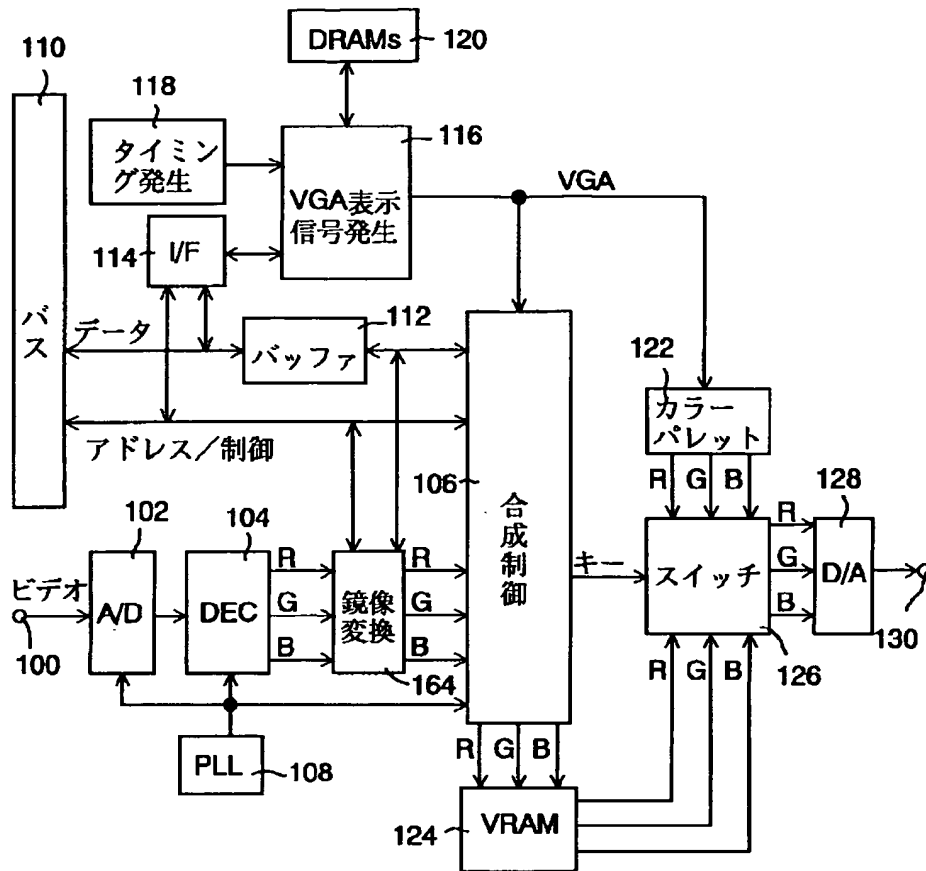 DRAMs
120
110
118
タイミン
グ発生
116
VGA表示
信号発生
VGA
114
I/F
バス
データ
112
バッファ
122
カラー
パレット
アドレス／制御
R G B
106
合成制御
102
104
128
ビデオ
A/D
DEC
R
G
B
鏡像
変換
R
G
B
キー
スイッチ
R
G
B
D/A
100
164
126
130
R G B
PLL
108
R G B
124
VRAM